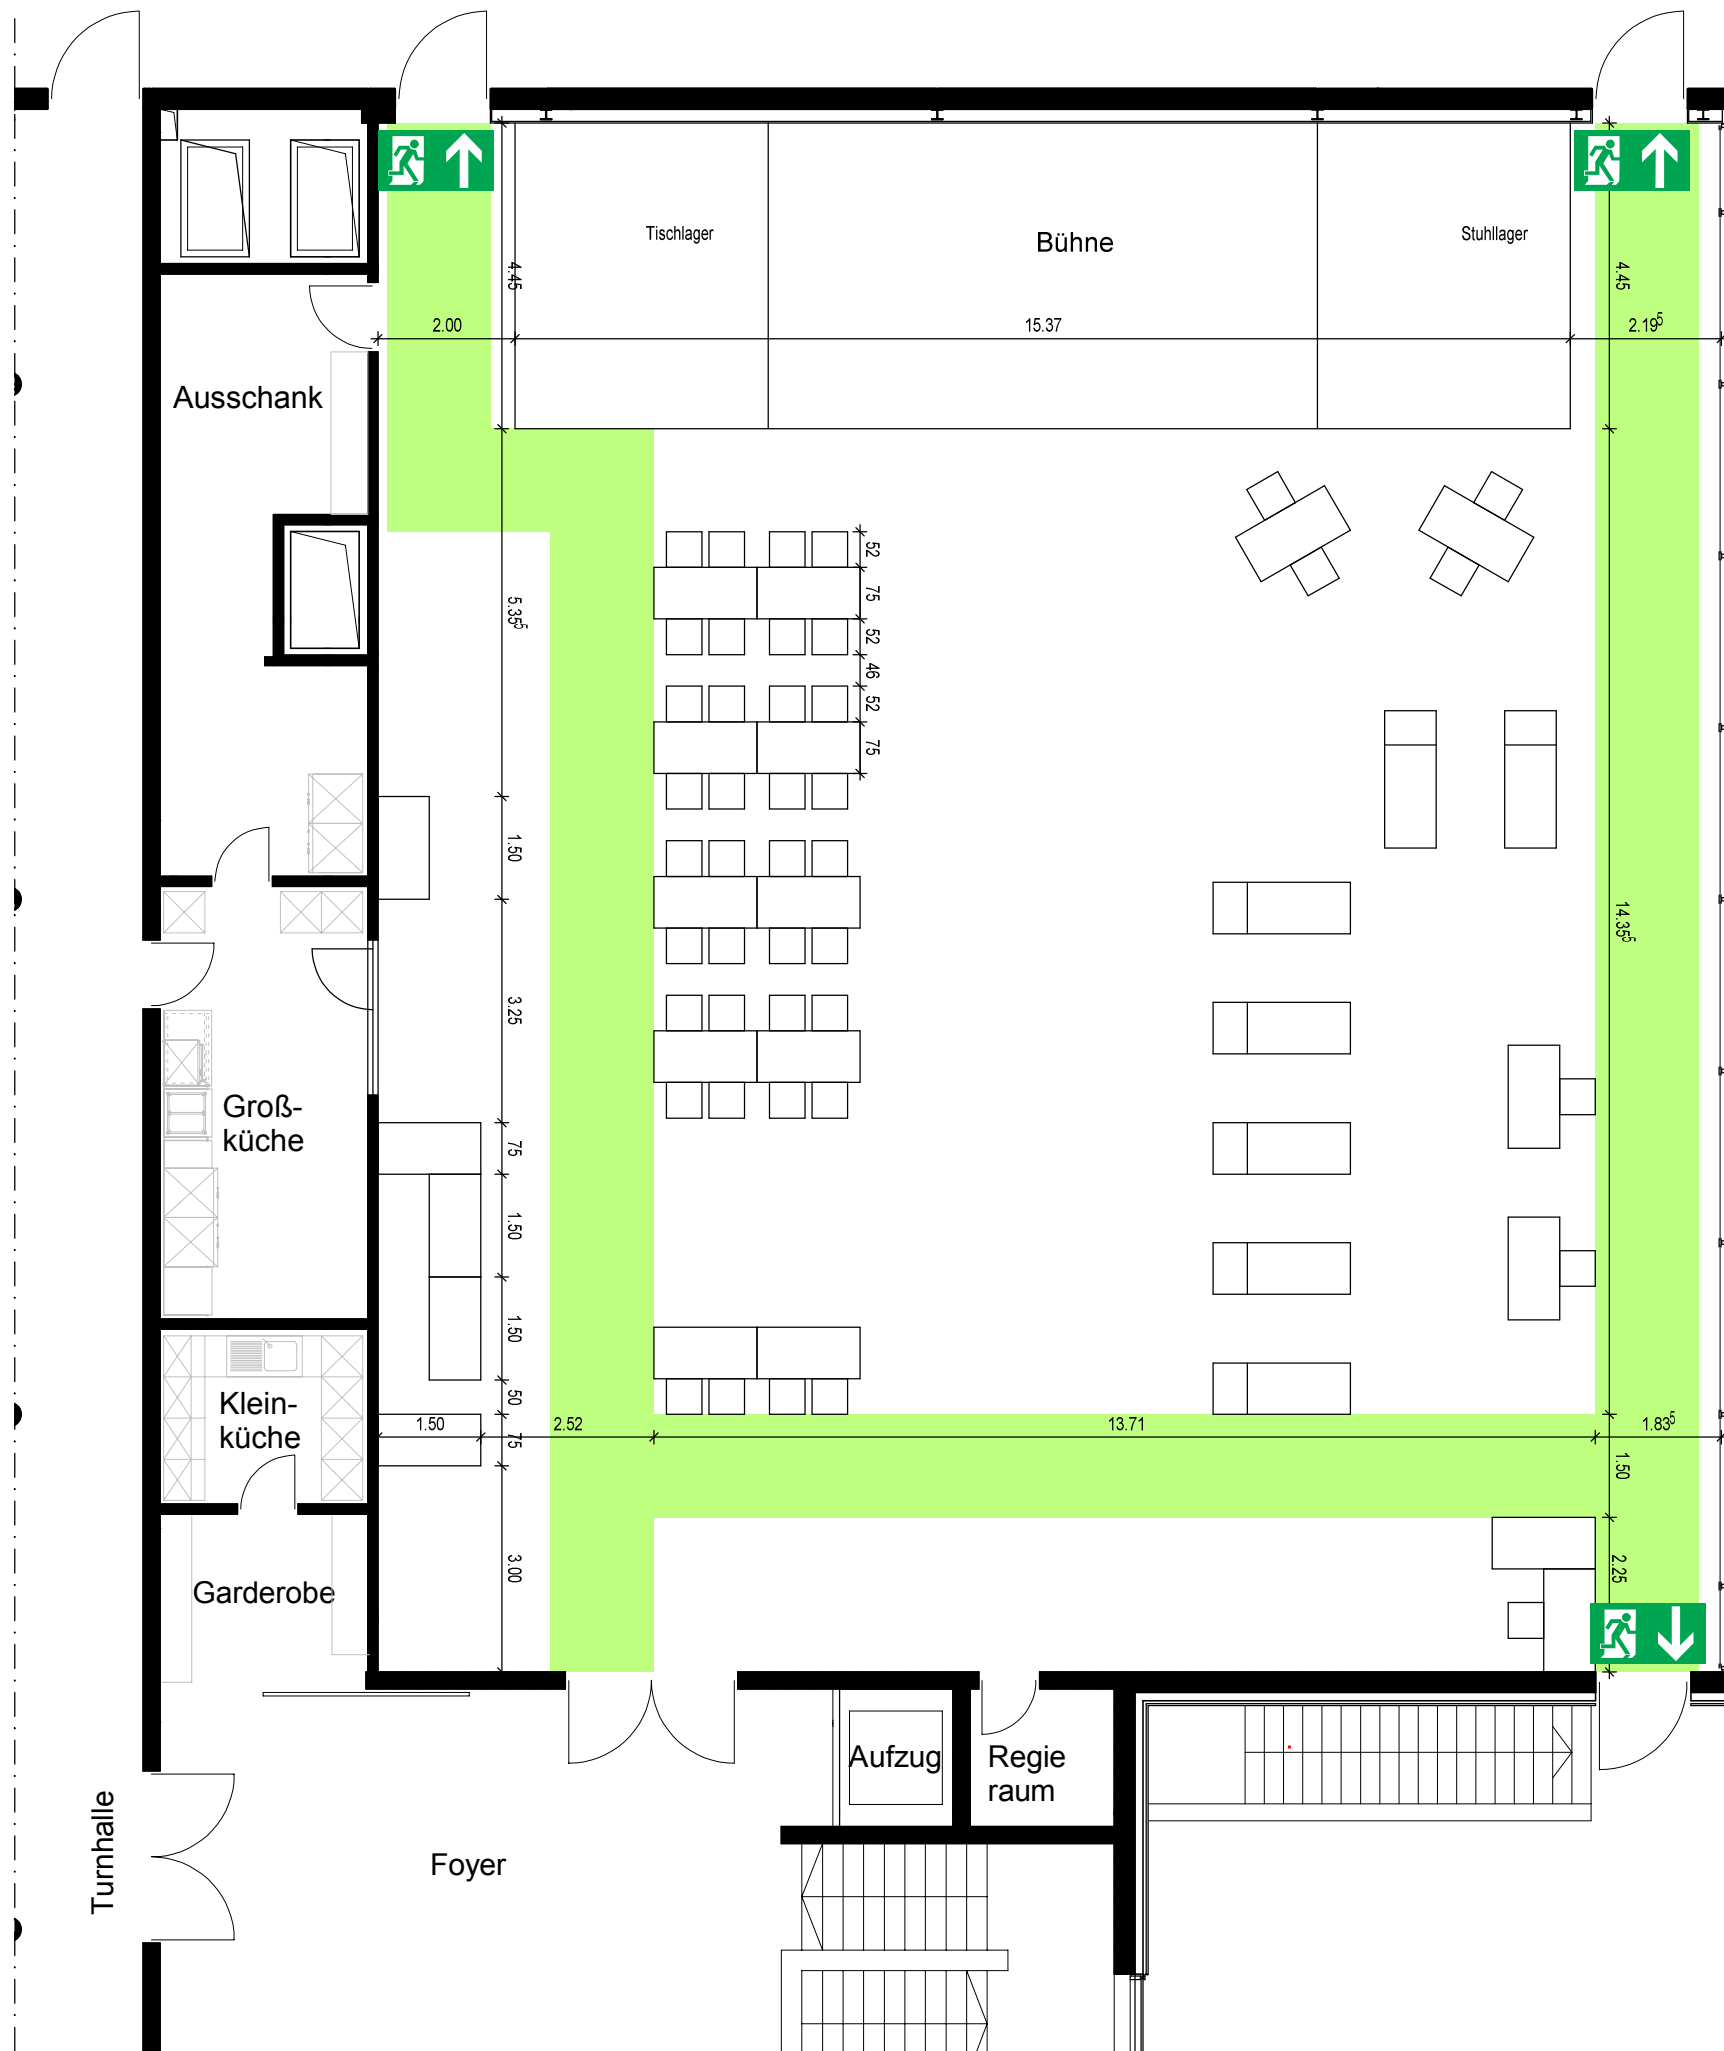 Tischlager
Bühne
Stuhllager
4.45
4.45
2.00
15.37
2.19⁵
Ausschank
52
75
52
46
52
75
5.35⁵
1.50
14.35⁵
3.25
Groß-
küche
75
1.50
1.50
50
Klein-
küche
1.50
2.52
75
13.71
1.83⁵
1.50
3.00
2.25
Garderobe
Aufzug
Regie
raum
Turnhalle
Foyer